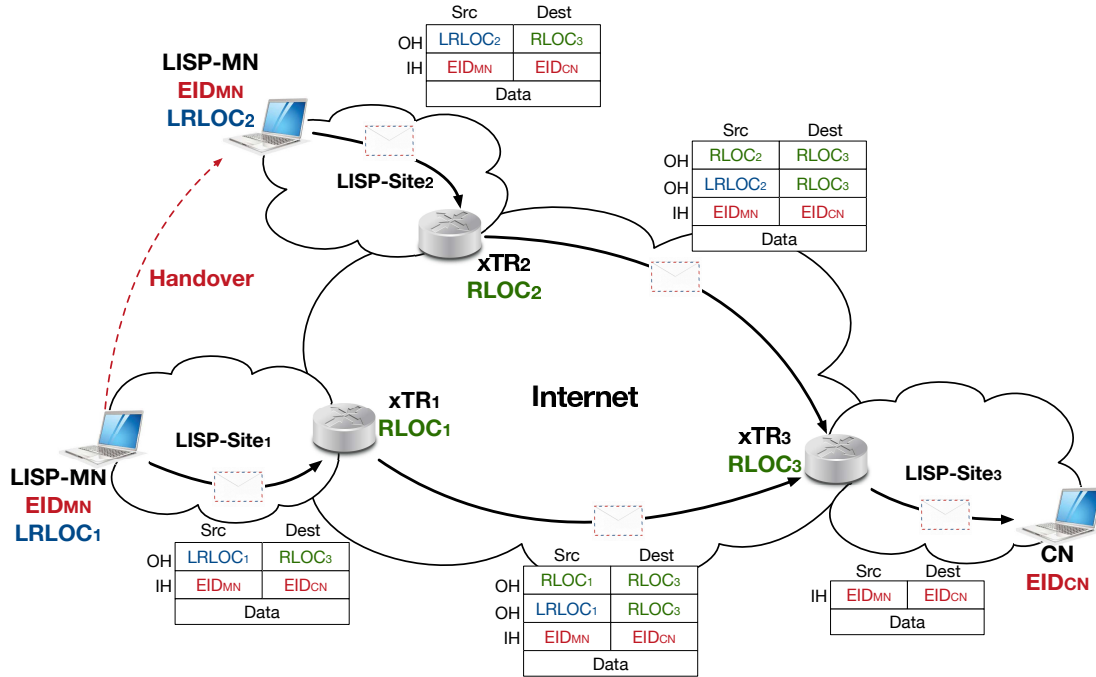 Src Dest
OH LRLOC2 RLOC3
IH EIDMN EIDCN
Data
LISP-MN
EIDMN
LRLOC2
LISP-Site2
Src Dest
OH RLOC2 RLOC3
OH LRLOC2 RLOC3
IH EIDMN EIDCN
Data
xTR2
RLOC2
Handover
Internet
xTR1
RLOC1
LISP-Site1
LISP-MN
EIDMN
LRLOC1
xTR3
RLOC3
LISP-Site3
CN
EIDCN
Src Dest
OH LRLOC1 RLOC3
IH EIDMN EIDCN
Data
Src Dest
OH RLOC1 RLOC3
OH LRLOC1 RLOC3
IH EIDMN EIDCN
Data
Src Dest
IH EIDMN EIDCN
Data